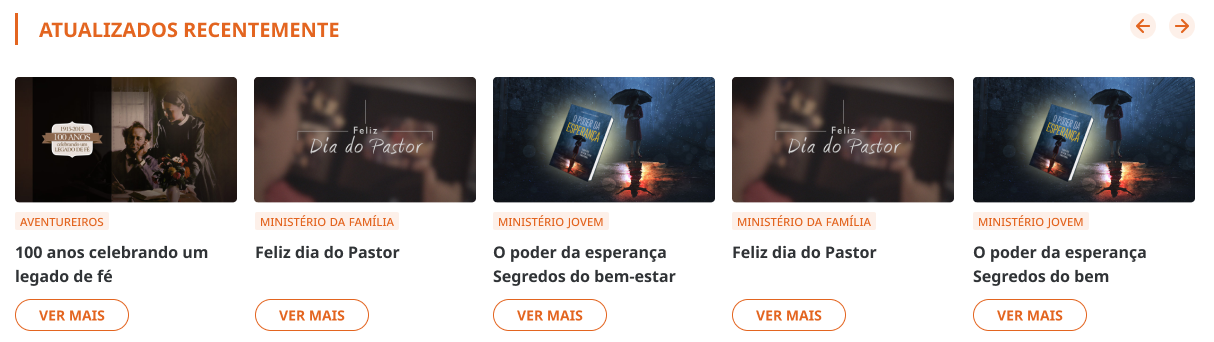 ATUALIZADOS RECENTEMENTE
1915-2015
100 ANOS
celebrando um
LEGADO DE FÉ
Feliz
Dia do Pastor
O PODER DA
ESPERANÇA
Feliz
Dia do Pastor
O PODER DA
ESPERANÇA
AVENTUREIROS
MINISTÉRIO DA FAMÍLIA
MINISTÉRIO JOVEM
MINISTÉRIO DA FAMÍLIA
MINISTÉRIO JOVEM
100 anos celebrando um
legado de fé
Feliz dia do Pastor
O poder da esperança
Segredos do bem-estar
Feliz dia do Pastor
O poder da esperança
Segredos do bem
VER MAIS
VER MAIS
VER MAIS
VER MAIS
VER MAIS